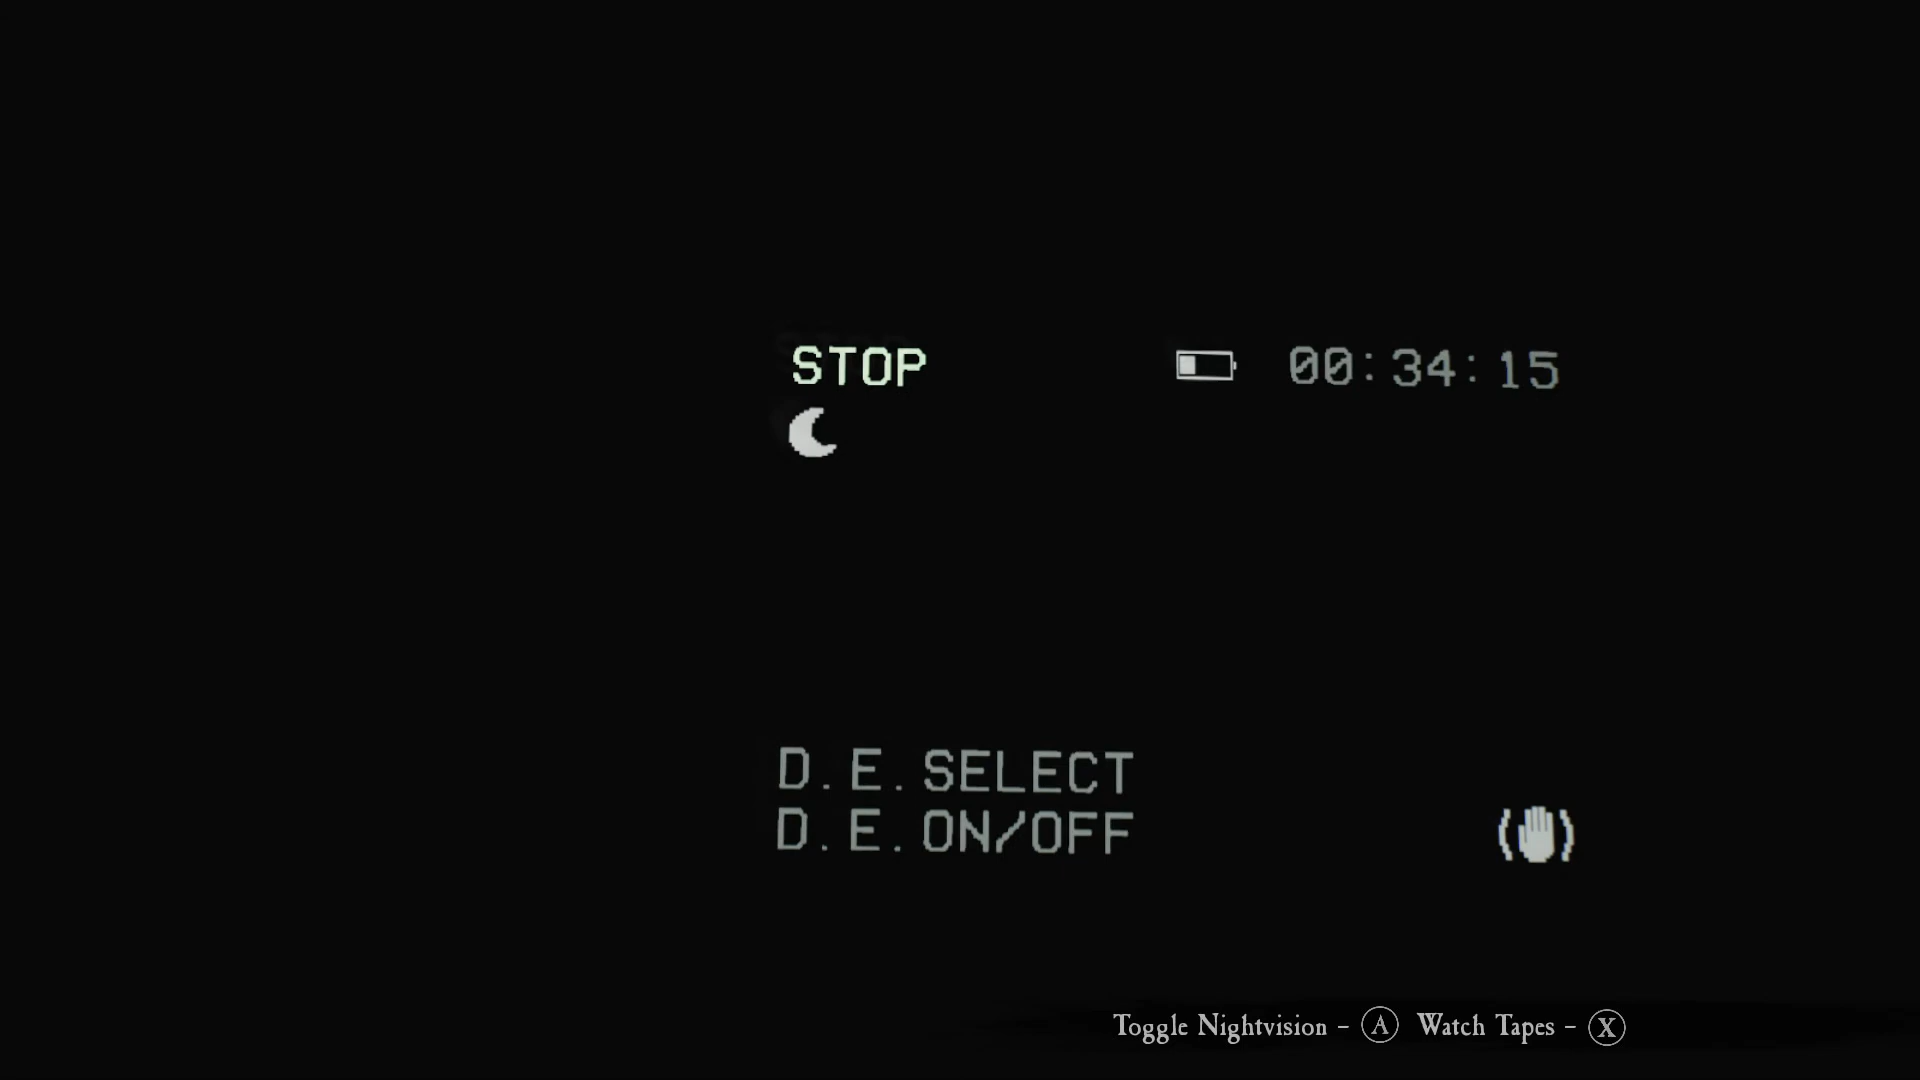 STOP 00:34:15
D.E.SELECT
D.E.ON/OFF
Toggle Nightvision - A Watch Tapes - X